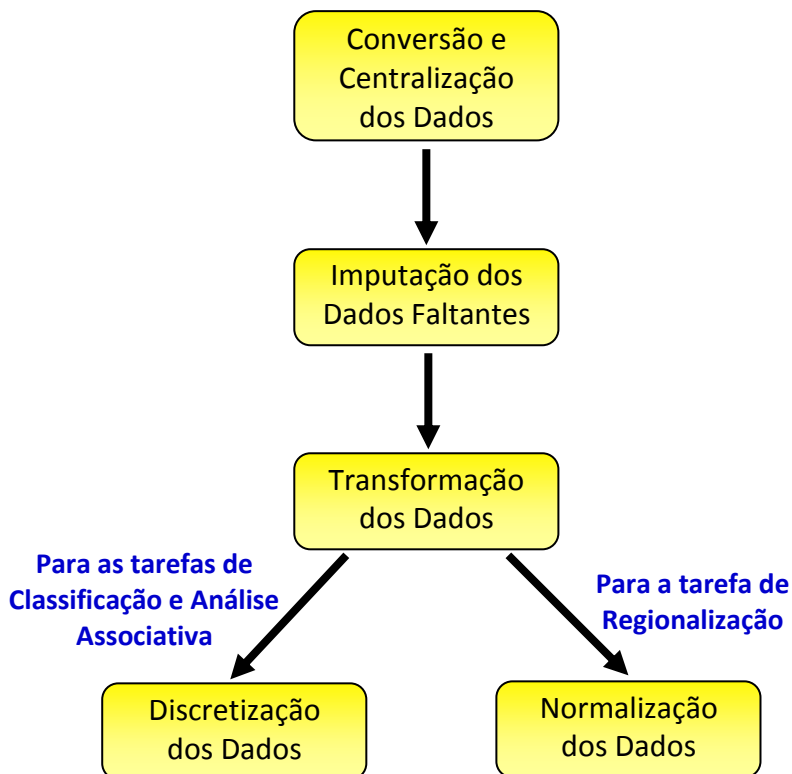 Conversão e
Centralização
dos Dados
Imputação dos
Dados Faltantes
Transformação
dos Dados
Para as tarefas de
Classificação e Análise
Associativa
Para a tarefa de
Regionalização
Discretização
dos Dados
Normalização
dos Dados